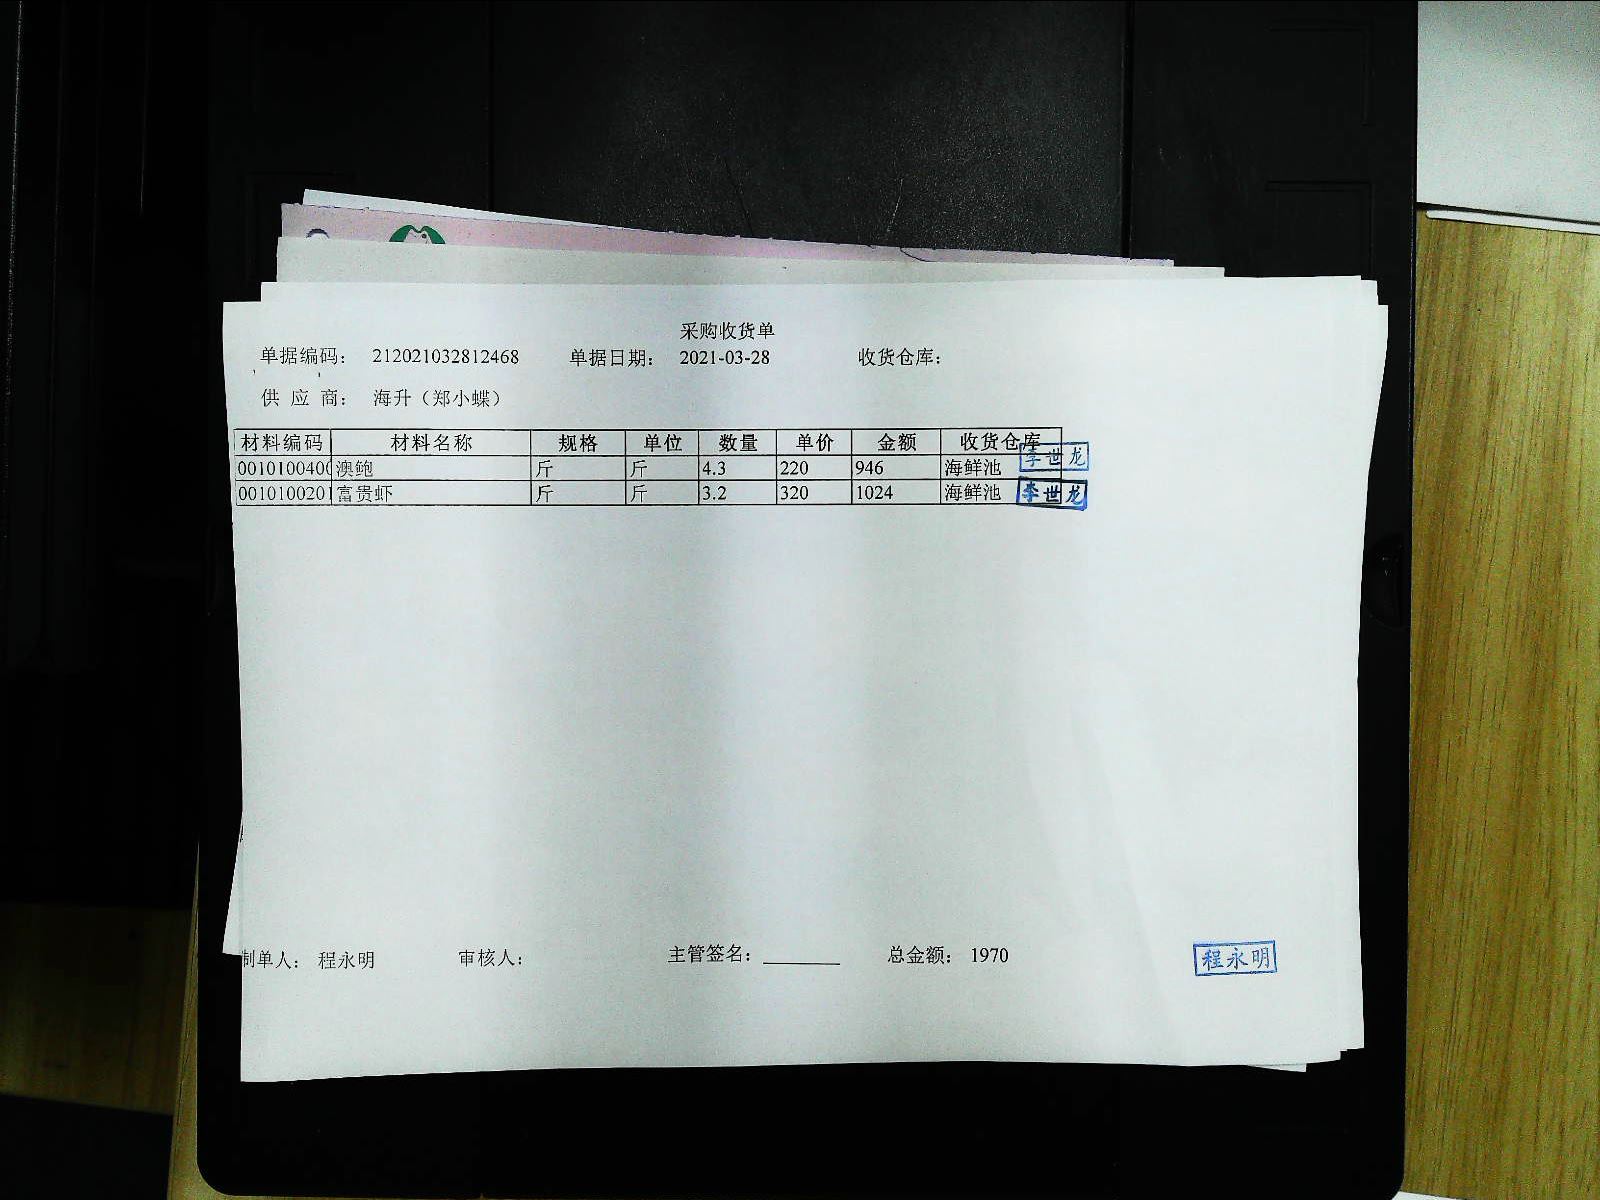 采购收货单
单据编码： 212021032812468 单据日期： 2021-03-28 收货仓库：
供 应 商： 海升（郑小蝶）
材料编码 材料名称 规格 单位 数量 单价 金额 收货仓库
0010100400 澳鲍 斤 斤 4.3 220 946 海鲜池 李世龙
001010020 富贵虾 斤 斤 3.2 320 1024 海鲜池 李世龙
制单人： 程永明 审核人： 主管签名： 总金额： 1970 程永明